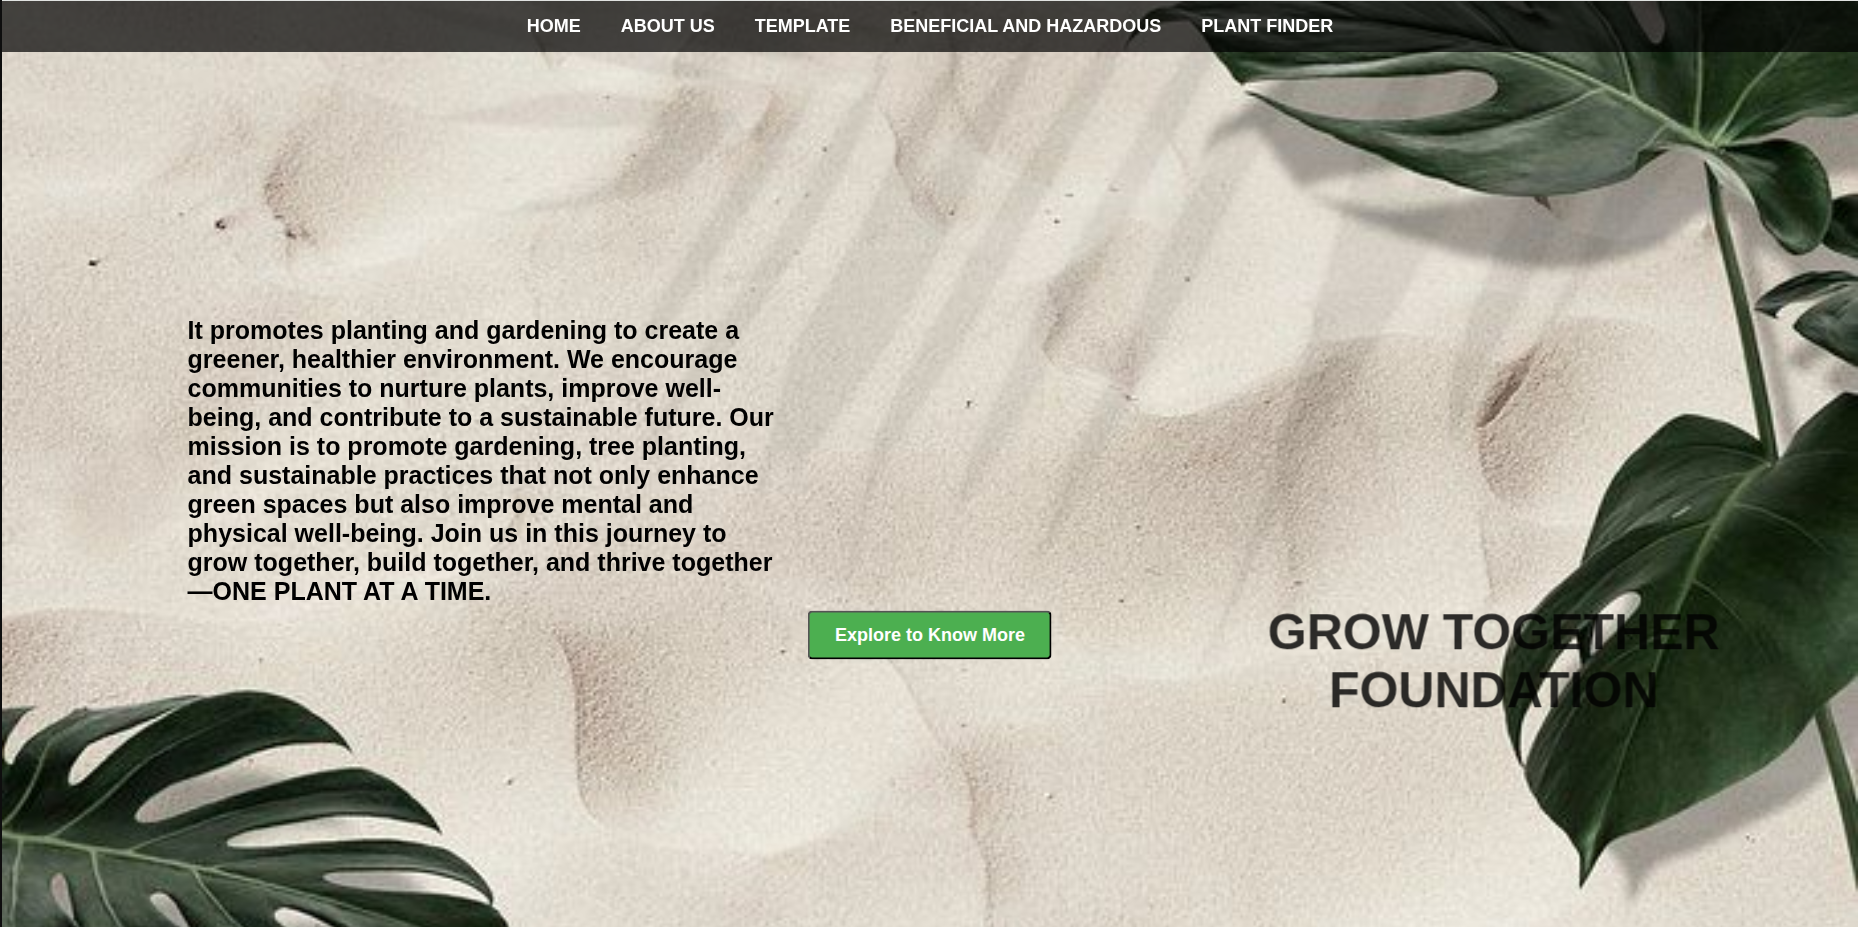 HOME ABOUT US TEMPLATE BENEFICIAL AND HAZARDOUS PLANT FINDER
It promotes planting and gardening to create a
greener, healthier environment. We encourage
communities to nurture plants, improve well-
being, and contribute to a sustainable future. Our
mission is to promote gardening, tree planting,
and sustainable practices that not only enhance
green spaces but also improve mental and
physical well-being. Join us in this journey to
grow together, build together, and thrive together
—ONE PLANT AT A TIME.
Explore to Know More
GROW TOGETHER
FOUNDATION